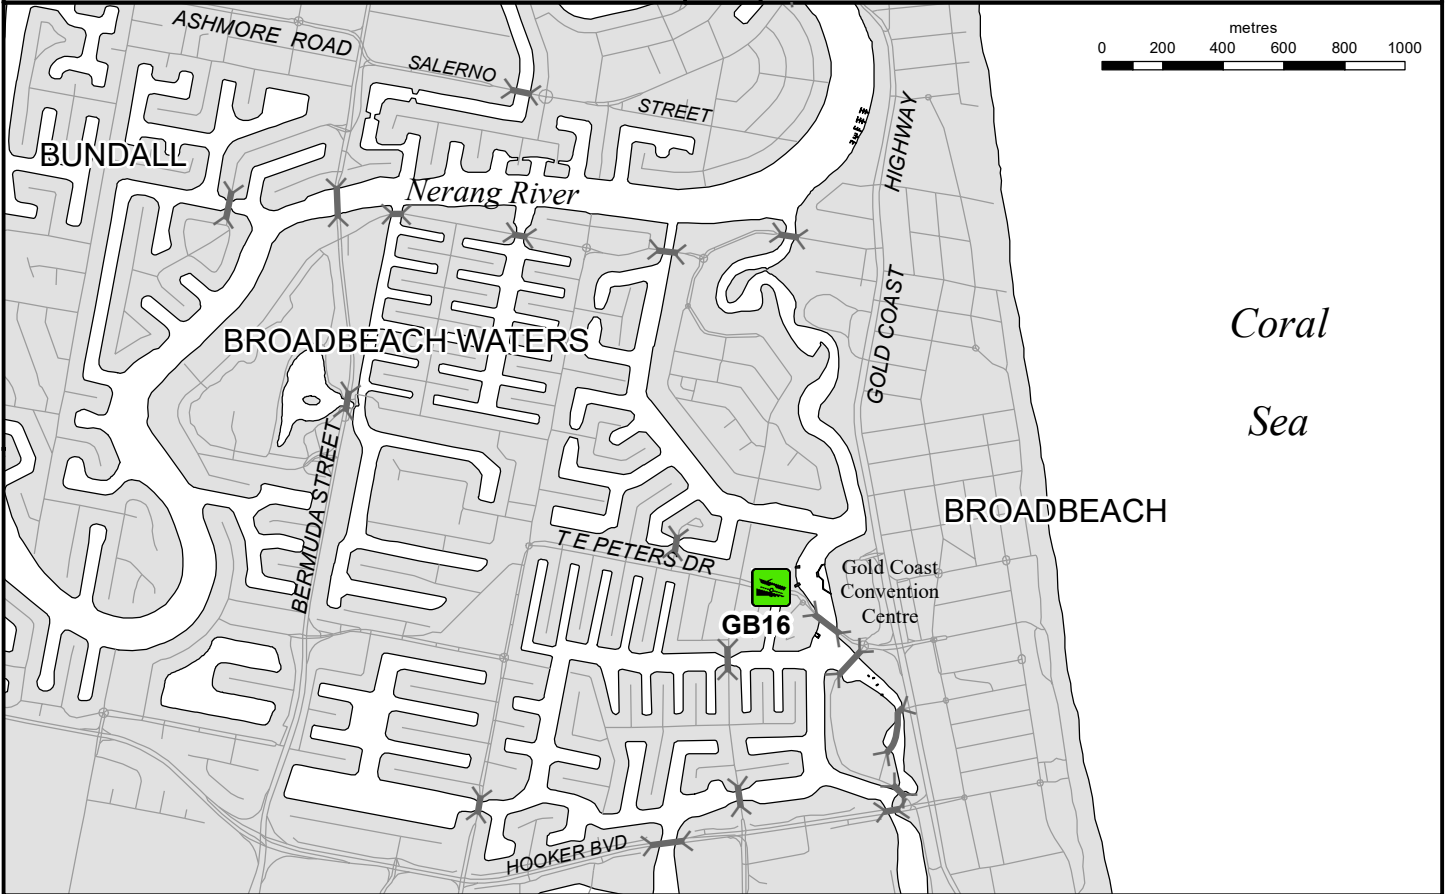 ASHMORE ROAD
SALERNO
STREET
metres
0 200 400 600 800 1000
BUNDALL
Nerang River
HIGHWAY
GOLD COAST
Coral
Sea
BROADBEACH WATERS
BERMUDA STREET
BROADBEACH
T E PETERS DR
Gold Coast
Convention
Centre
GB16
HOOKER BVD